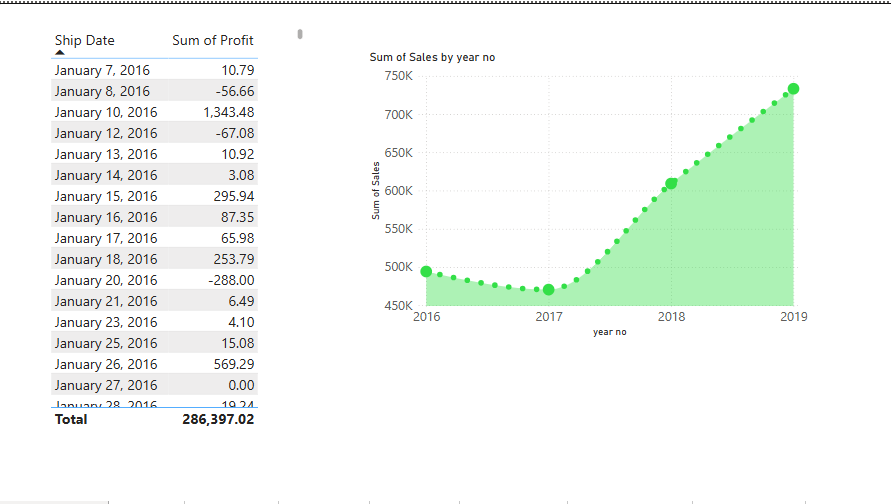 Ship Date Sum of Profit
January 7, 2016 10.79
January 8, 2016 -56.66
January 10, 2016 1,343.48
January 12, 2016 -67.08
January 13, 2016 10.92
January 14, 2016 3.08
January 15, 2016 295.94
January 16, 2016 87.35
January 17, 2016 65.98
January 18, 2016 253.79
January 20, 2016 -288.00
January 21, 2016 6.49
January 23, 2016 4.10
January 25, 2016 15.08
January 26, 2016 569.29
January 27, 2016 0.00
January 28, 2016 19.24
Total 286,397.02
Sum of Sales by year no
Sum of Sales
750K
700K
650K
600K
550K
500K
450K
2016 2017 2018 2019
year no